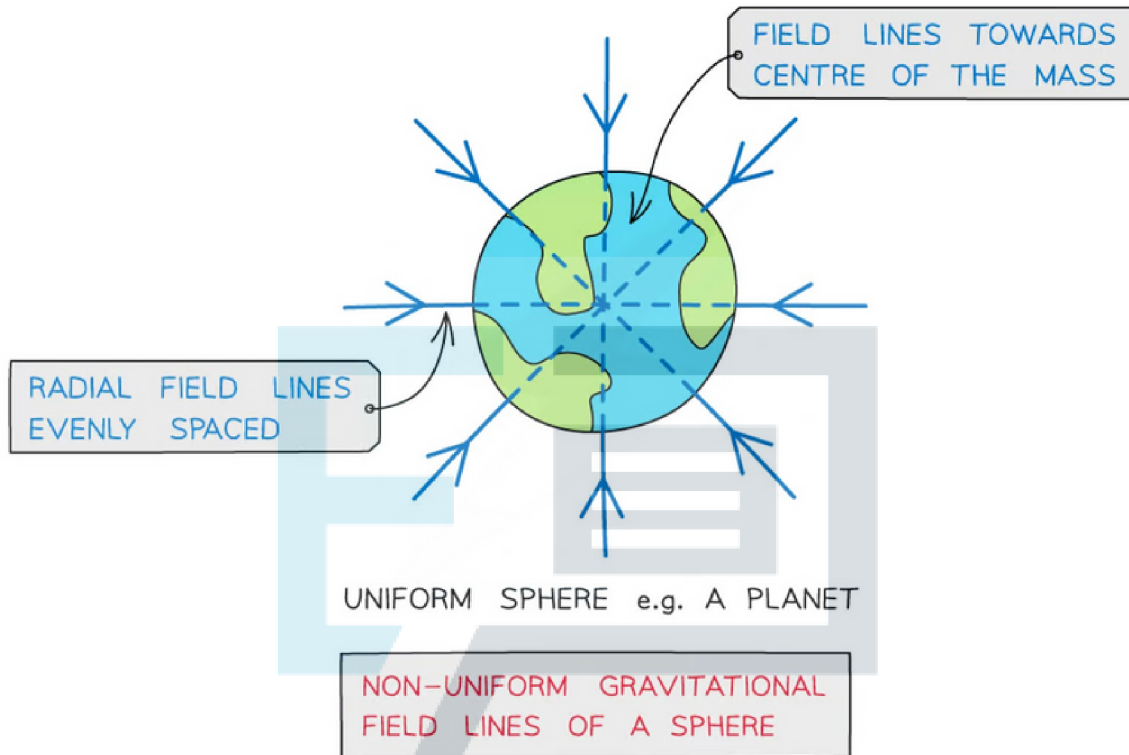 FIELD LINES TOWARDS
CENTRE OF THE MASS
RADIAL FIELD LINES
EVENLY SPACED
UNIFORM SPHERE e.g. A PLANET
NON-UNIFORM GRAVITATIONAL
FIELD LINES OF A SPHERE